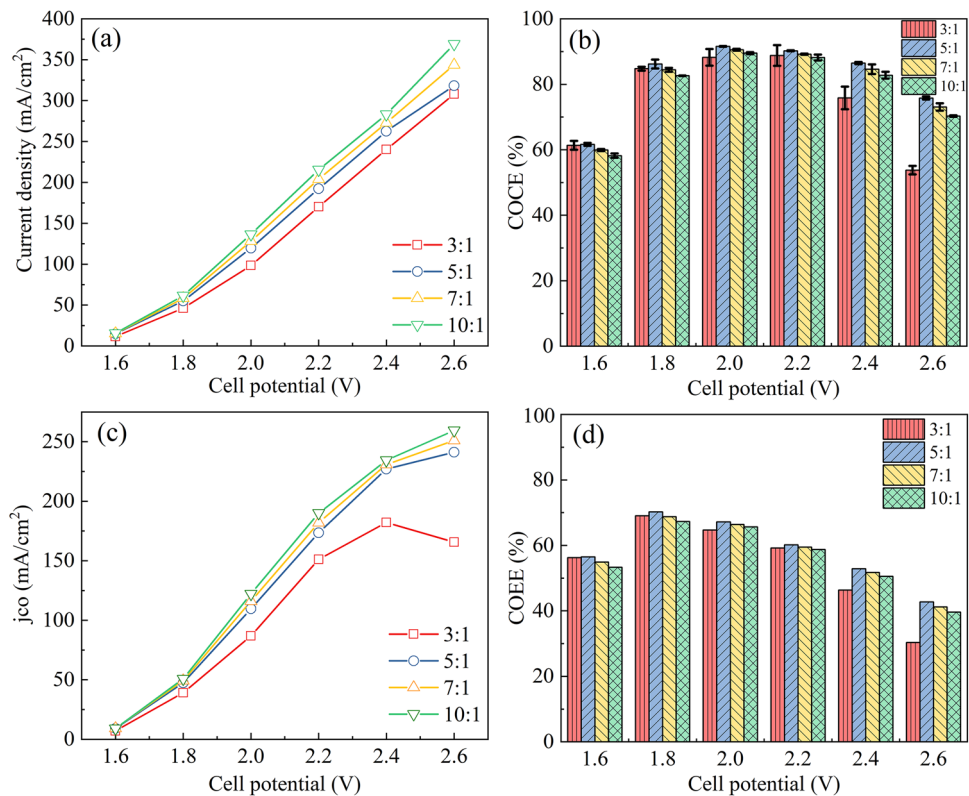 (a)
Current density (mA/cm²)
400
350
300
250
200
150
100
50
0
3:1
5:1
7:1
10:1
1.6 1.8 2.0 2.2 2.4 2.6
Cell potential (V)
(b)
COCE (%)
100
80
60
40
20
0
3:1
5:1
7:1
10:1
1.6 1.8 2.0 2.2 2.4 2.6
Cell potential (V)
(c)
jco (mA/cm²)
250
200
150
100
50
0
3:1
5:1
7:1
10:1
1.6 1.8 2.0 2.2 2.4 2.6
Cell potential (V)
(d)
COEE (%)
100
80
60
40
20
0
3:1
5:1
7:1
10:1
1.6 1.8 2.0 2.2 2.4 2.6
Cell potential (V)